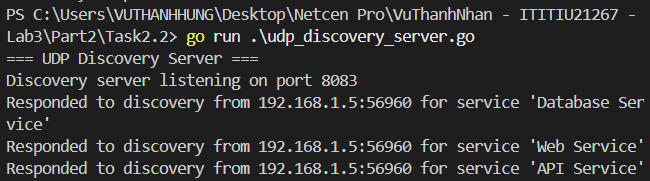 PS C:\Users\VUTHANHHUNG\Desktop\Netcen Pro\VuThanhNhan - ITITIU21267 -
Lab3\Part2\Task2.2> go run .\udp_discovery_server.go
=== UDP Discovery Server ===
Discovery server listening on port 8083
Responded to discovery from 192.168.1.5:56960 for service 'Database Ser
vice'
Responded to discovery from 192.168.1.5:56960 for service 'Web Service'
Responded to discovery from 192.168.1.5:56960 for service 'API Service'